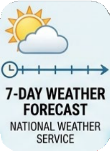 7-DAY WEATHER
FORECAST
NATIONAL WEATHER
SERVICE